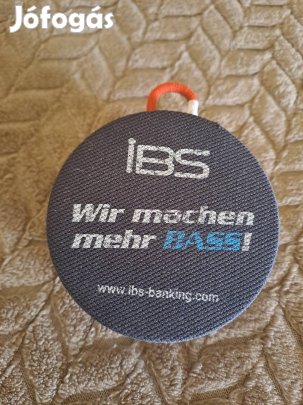 Jófogás
iBS
Wir machen
mehr BASS!
www.ibs-banking.com